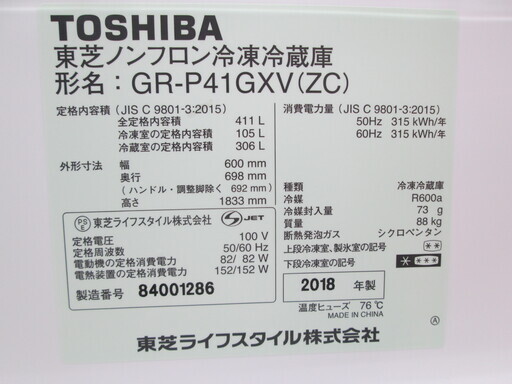 TOSHIBA
東芝ノンフロン冷凍冷蔵庫
形名：GR-P41GXV(ZC)
定格内容積（JIS C 9801-3:2015）
全定格内容積 411 L
冷凍室の定格内容積 105 L
冷蔵室の定格内容積 306 L
外形寸法 幅 600 mm
奥行 698 mm
（ハンドル・調整脚除く 692 mm）
高さ 1833 mm
消費電力量（JIS C 9801-3:2015）
50Hz 315 kWh/年
60Hz 315 kWh/年
種類 冷凍冷蔵庫
冷媒 R600a
冷媒封入量 73 g
質量 88 kg
断熱発泡ガス シクロペンタン
上段冷凍室、製氷室の記号 **
下段冷凍室の記号 * ***
PS E 東芝ライフスタイル株式会社 JET
定格電圧 100 V
定格周波数 50/60 Hz
電動機の定格消費電力 82/ 82 W
電熱装置の定格消費電力 152/152 W
製造番号 84001286
2018 年製
温度ヒューズ 76℃
MADE IN CHINA
東芝ライフスタイル株式会社
Ⓐ